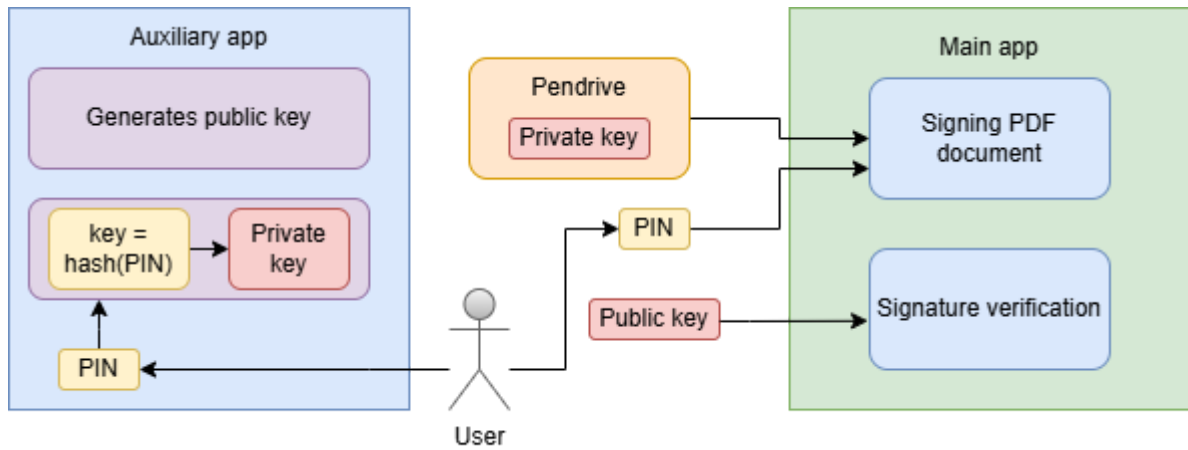 Auxiliary app
Generates public key
key =
hash(PIN)
Private
key
PIN
User
Pendrive
Private key
PIN
Public key
Main app
Signing PDF
document
Signature verification